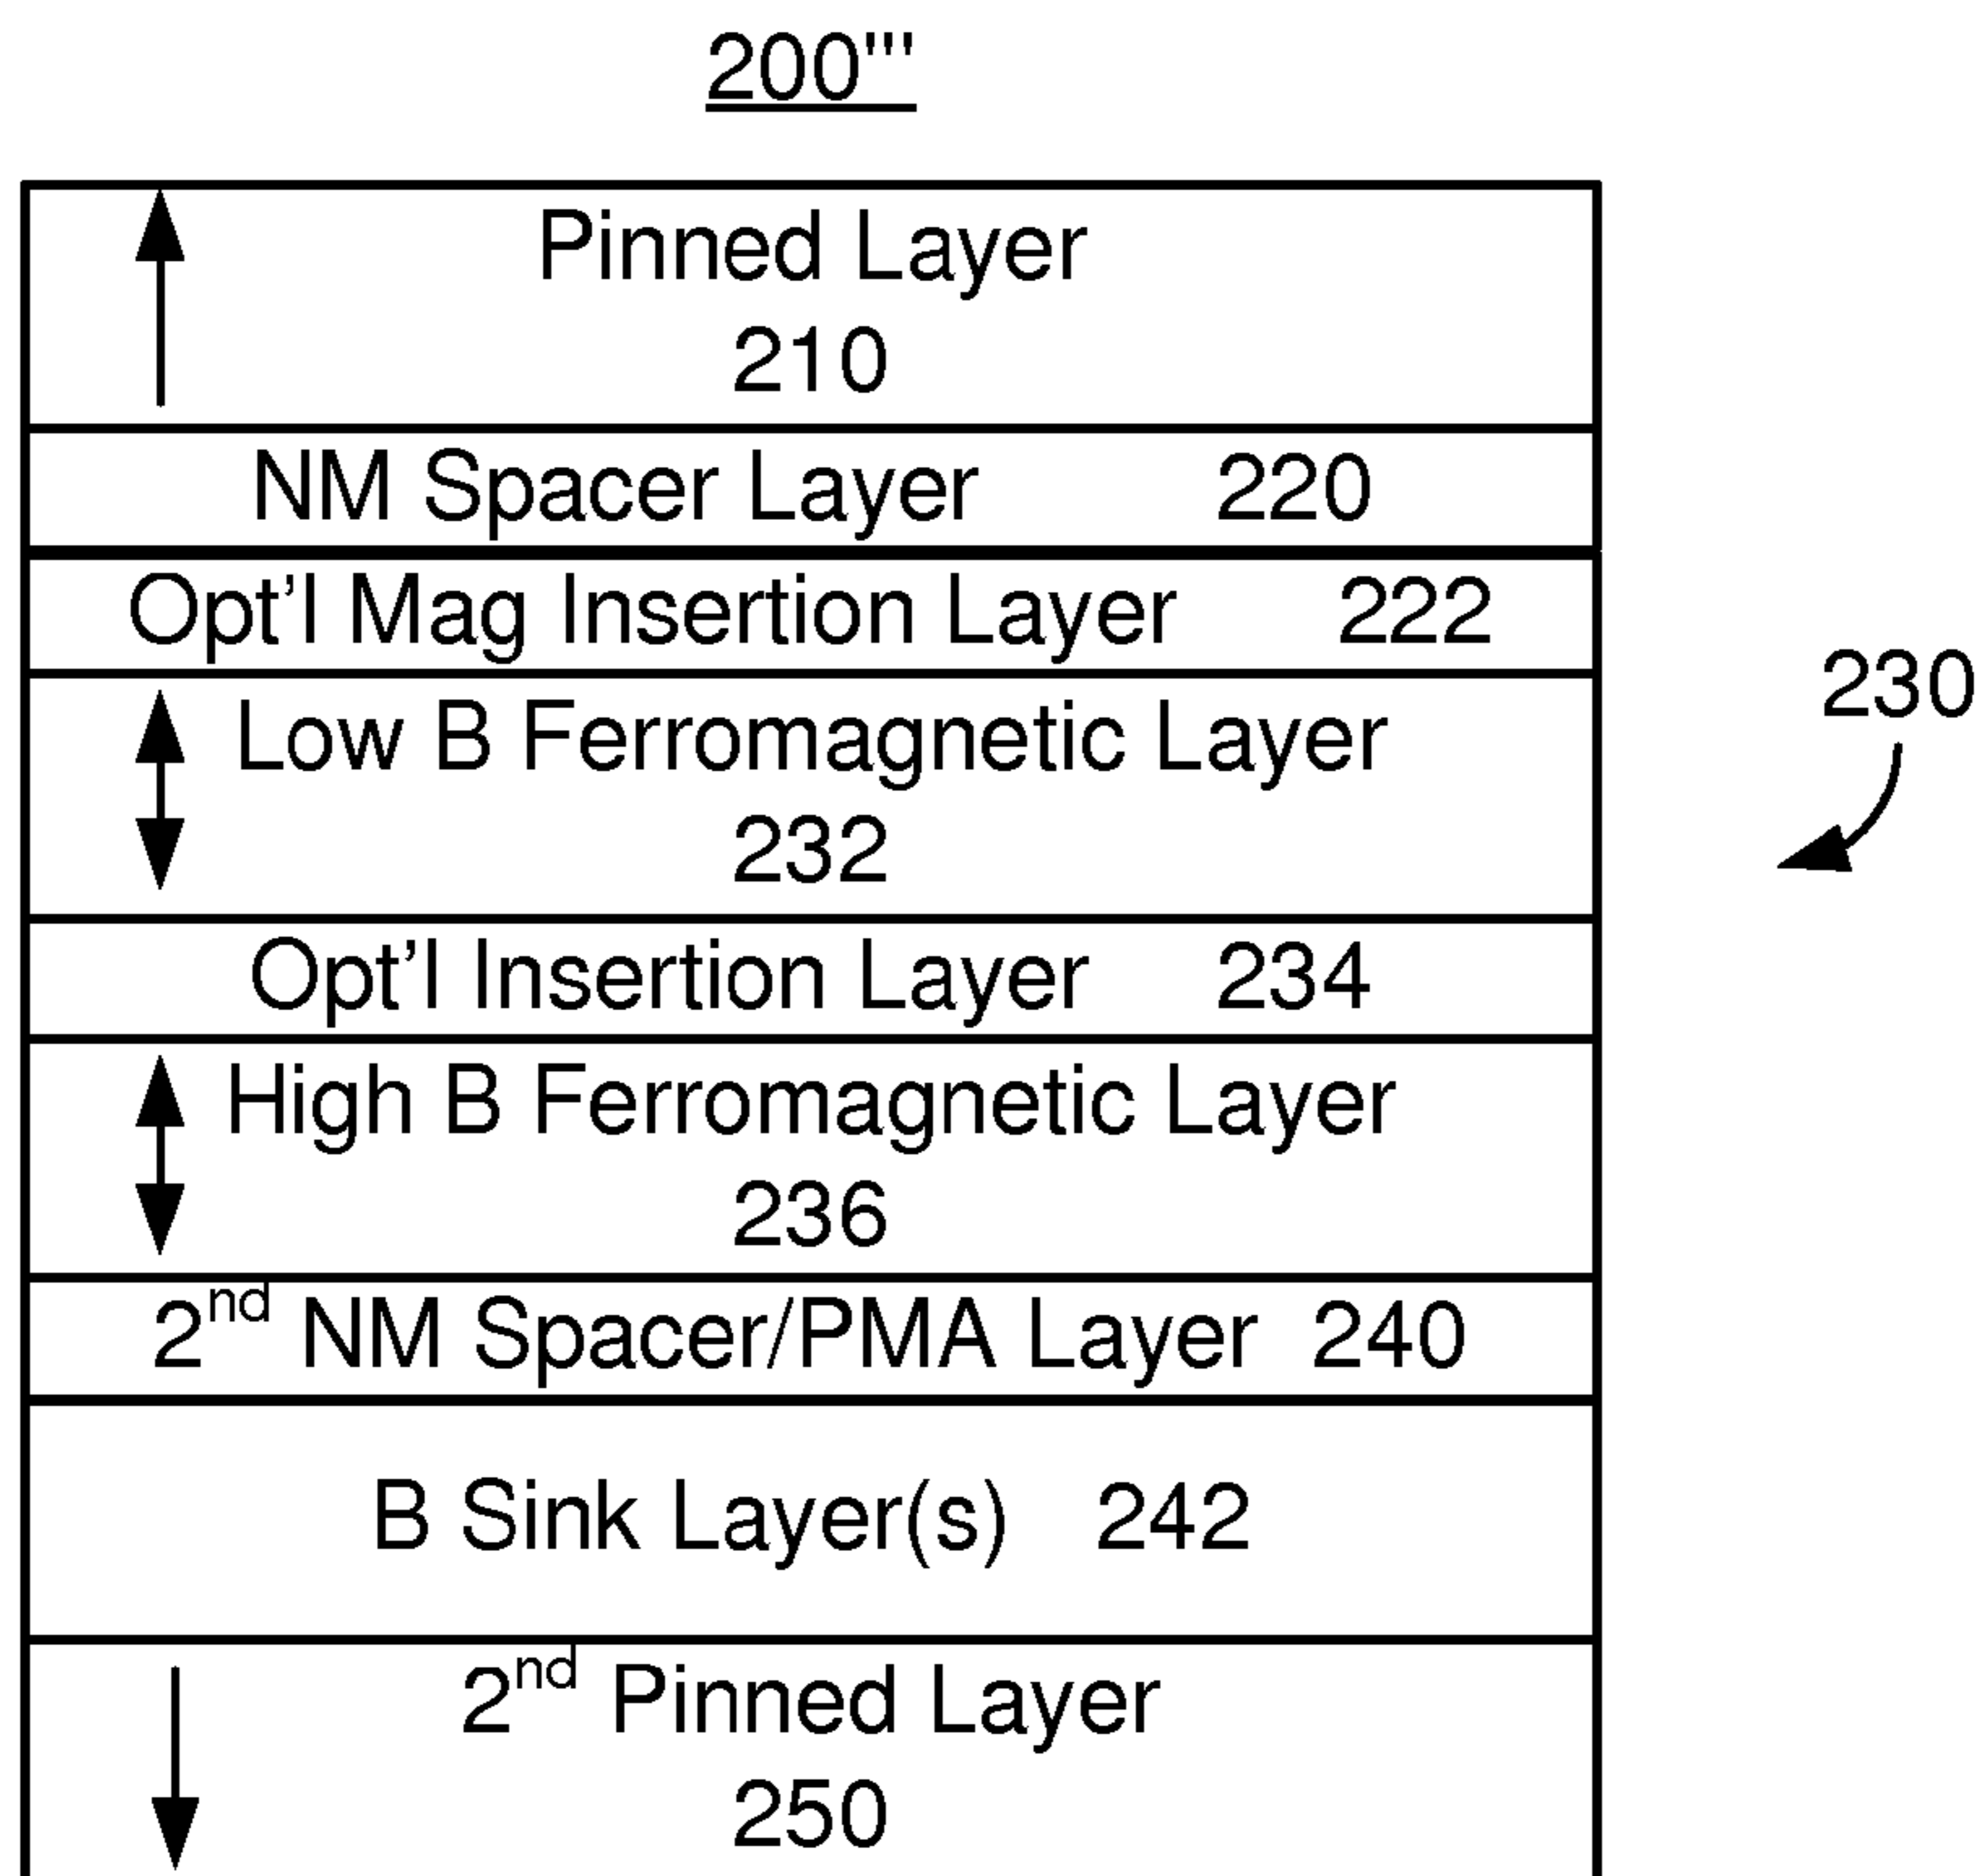 200'''
Pinned Layer
210
NM Spacer Layer 220
Opt'l Mag Insertion Layer 222
230
Low B Ferromagnetic Layer
232
Opt'l Insertion Layer 234
High B Ferromagnetic Layer
236
2nd NM Spacer/PMA Layer 240
B Sink Layer(s) 242
2nd Pinned Layer
250